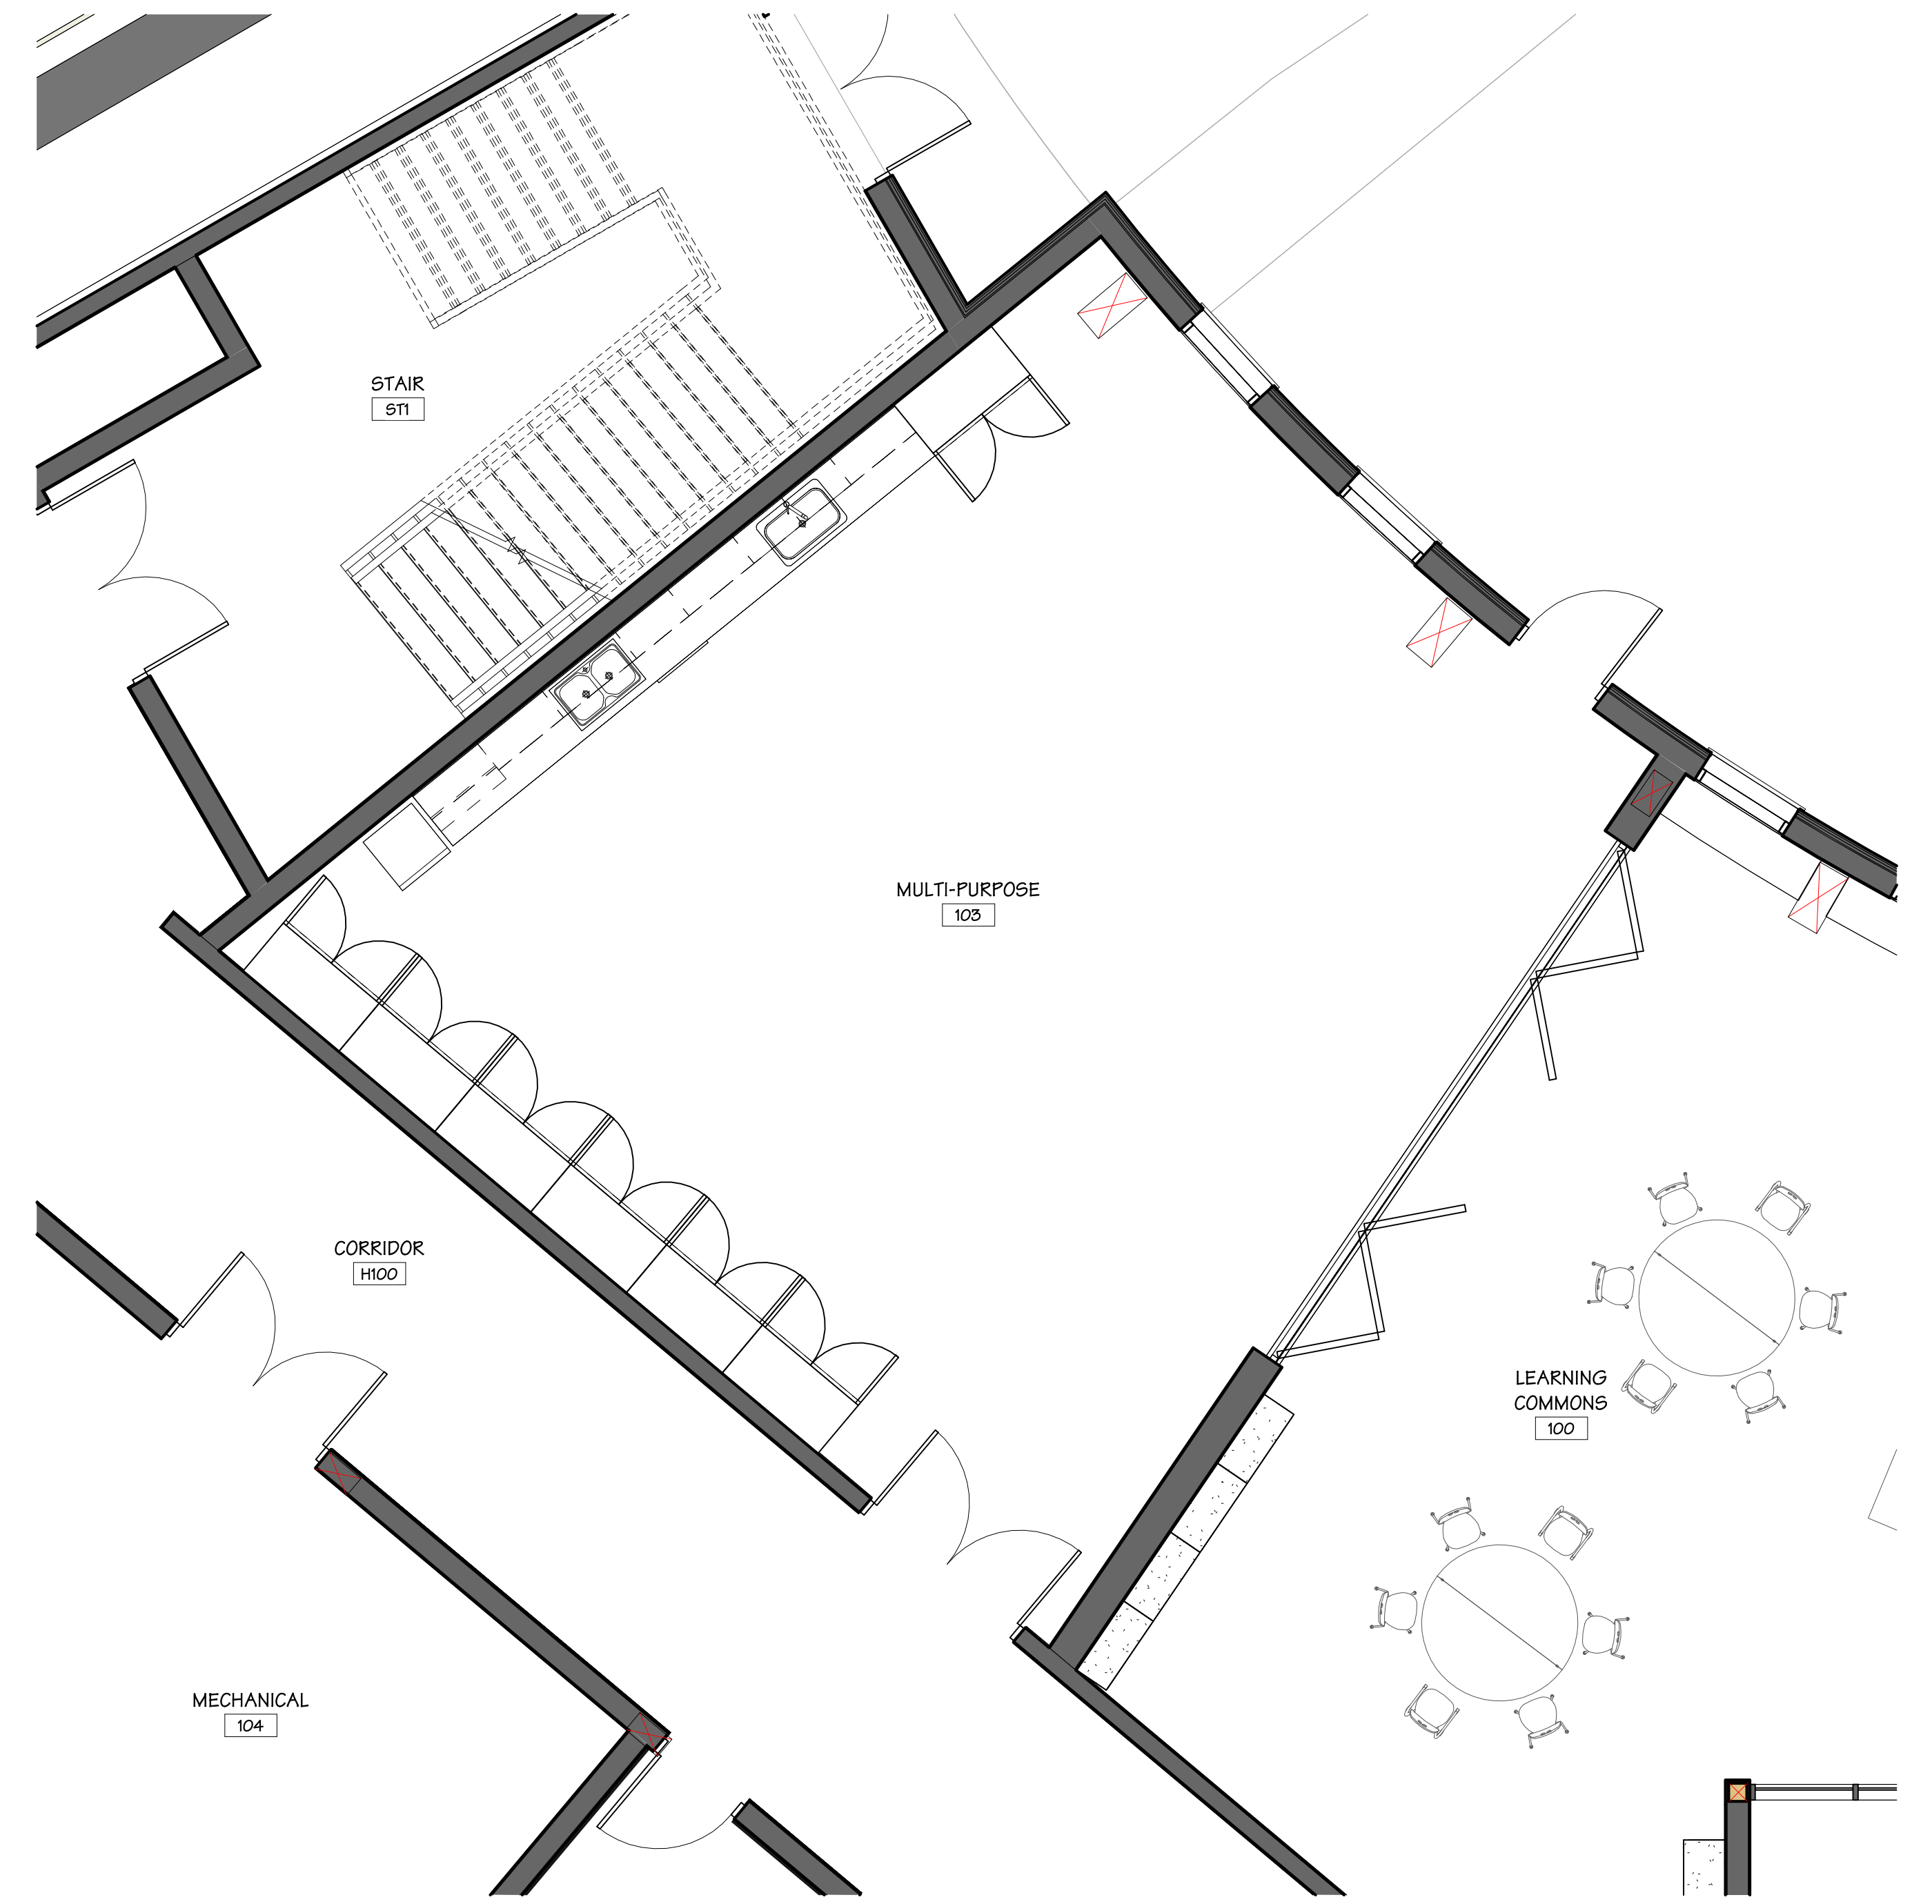 STAIR
ST1
MULTI-PURPOSE
103
CORRIDOR
H100
LEARNING
COMMONS
100
MECHANICAL
104